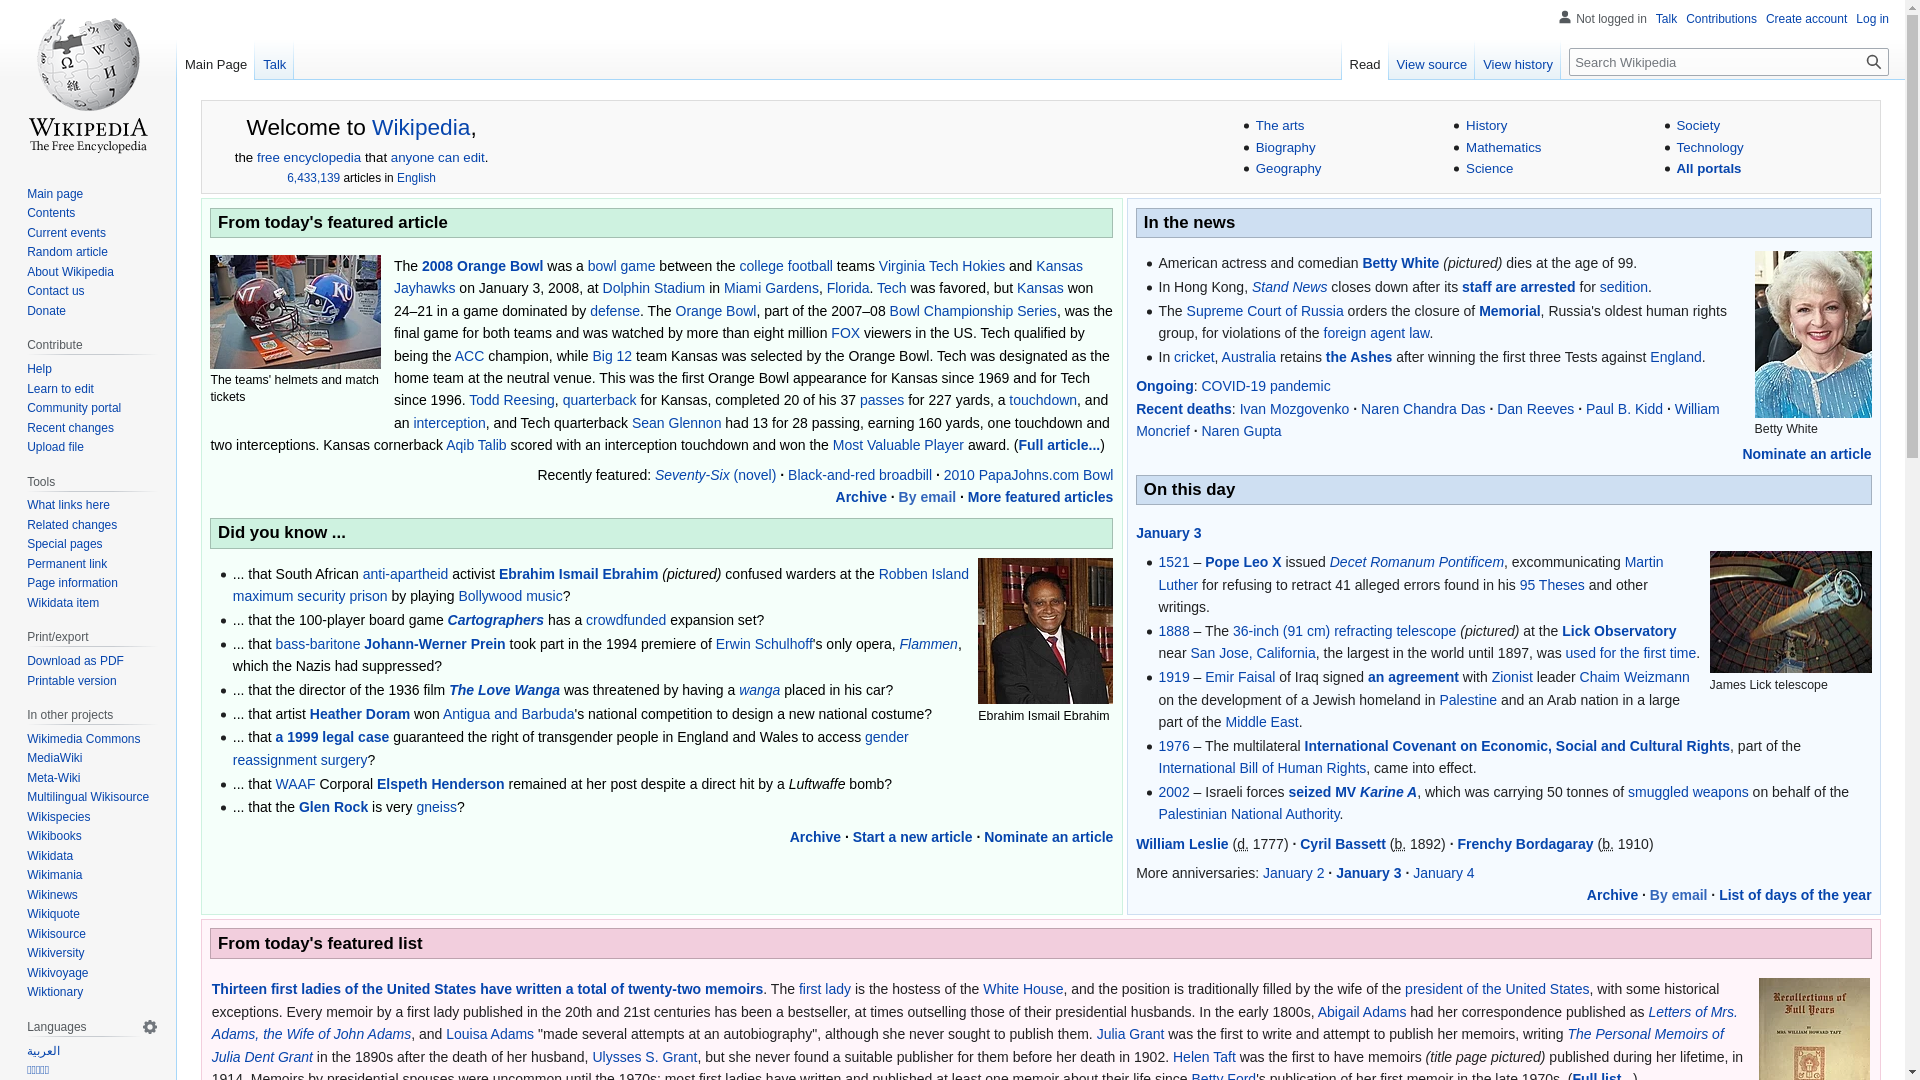 Not logged in Talk Contributions Create account Log in
Main Page Talk
Read View source View history Search Wikipedia
WIKIPEDIA
The Free Encyclopedia
Main page
Contents
Current events
Random article
About Wikipedia
Contact us
Donate
Contribute
Help
Learn to edit
Community portal
Recent changes
Upload file
Tools
What links here
Related changes
Special pages
Permanent link
Page information
Wikidata item
Print/export
Download as PDF
Printable version
In other projects
Wikimedia Commons
MediaWiki
Meta-Wiki
Multilingual Wikisource
Wikispecies
Wikibooks
Wikidata
Wikimania
Wikinews
Wikiquote
Wikisource
Wikiversity
Wikivoyage
Wiktionary
Languages
العربية
Welcome to Wikipedia,
the free encyclopedia that anyone can edit.
6,433,139 articles in English
The arts
Biography
Geography
History
Mathematics
Science
Society
Technology
All portals
From today's featured article
The teams' helmets and match
tickets
The 2008 Orange Bowl was a bowl game between the college football teams Virginia Tech Hokies and Kansas
Jayhawks on January 3, 2008, at Dolphin Stadium in Miami Gardens, Florida. Tech was favored, but Kansas won
24–21 in a game dominated by defense. The Orange Bowl, part of the 2007–08 Bowl Championship Series, was the
final game for both teams and was watched by more than eight million FOX viewers in the US. Tech qualified by
being the ACC champion, while Big 12 team Kansas was selected by the Orange Bowl. Tech was designated as the
home team at the neutral venue. This was the first Orange Bowl appearance for Kansas since 1969 and for Tech
since 1996. Todd Reesing, quarterback for Kansas, completed 20 of his 37 passes for 227 yards, a touchdown, and
an interception, and Tech quarterback Sean Glennon had 13 for 28 passing, earning 160 yards, one touchdown and
two interceptions. Kansas cornerback Aqib Talib scored with an interception touchdown and won the Most Valuable Player award. (Full article...)
Recently featured: Seventy-Six (novel) · Black-and-red broadbill · 2010 PapaJohns.com Bowl
Archive · By email · More featured articles
Did you know ...
... that South African anti-apartheid activist Ebrahim Ismail Ebrahim (pictured) confused warders at the Robben Island
maximum security prison by playing Bollywood music?
... that the 100-player board game Cartographers has a crowdfunded expansion set?
... that bass-baritone Johann-Werner Prein took part in the 1994 premiere of Erwin Schulhoff's only opera, Flammen,
which the Nazis had suppressed?
... that the director of the 1936 film The Love Wanga was threatened by having a wanga placed in his car?
... that artist Heather Doram won Antigua and Barbuda's national competition to design a new national costume?
... that a 1999 legal case guaranteed the right of transgender people in England and Wales to access gender
reassignment surgery?
... that WAAF Corporal Elspeth Henderson remained at her post despite a direct hit by a Luftwaffe bomb?
... that the Glen Rock is very gneiss?
Ebrahim Ismail Ebrahim
Archive · Start a new article · Nominate an article
In the news
American actress and comedian Betty White (pictured) dies at the age of 99.
In Hong Kong, Stand News closes down after its staff are arrested for sedition.
The Supreme Court of Russia orders the closure of Memorial, Russia's oldest human rights
group, for violations of the foreign agent law.
In cricket, Australia retains the Ashes after winning the first three Tests against England.
Ongoing: COVID-19 pandemic
Recent deaths: Ivan Mozgovenko · Naren Chandra Das · Dan Reeves · Paul B. Kidd · William
Moncrief · Naren Gupta
Betty White
Nominate an article
On this day
January 3
1521 – Pope Leo X issued Decet Romanum Pontificem, excommunicating Martin
Luther for refusing to retract 41 alleged errors found in his 95 Theses and other
writings.
1888 – The 36-inch (91 cm) refracting telescope (pictured) at the Lick Observatory
near San Jose, California, the largest in the world until 1897, was used for the first time.
1919 – Emir Faisal of Iraq signed an agreement with Zionist leader Chaim Weizmann
on the development of a Jewish homeland in Palestine and an Arab nation in a large
part of the Middle East.
1976 – The multilateral International Covenant on Economic, Social and Cultural Rights, part of the
International Bill of Human Rights, came into effect.
2002 – Israeli forces seized MV Karine A, which was carrying 50 tonnes of smuggled weapons on behalf of the
Palestinian National Authority.
James Lick telescope
William Leslie (d. 1777) · Cyril Bassett (b. 1892) · Frenchy Bordagaray (b. 1910)
More anniversaries: January 2 · January 3 · January 4
Archive · By email · List of days of the year
From today's featured list
Thirteen first ladies of the United States have written a total of twenty-two memoirs. The first lady is the hostess of the White House, and the position is traditionally filled by the wife of the president of the United States, with some historical
exceptions. Every memoir by a first lady published in the 20th and 21st centuries has been a bestseller, at times outselling those of their presidential husbands. In the early 1800s, Abigail Adams had her correspondence published as Letters of Mrs.
Adams, the Wife of John Adams, and Louisa Adams "made several attempts at an autobiography", although she never sought to publish them. Julia Grant was the first to write and attempt to publish her memoirs, writing The Personal Memoirs of
Julia Dent Grant in the 1890s after the death of her husband, Ulysses S. Grant, but she never found a suitable publisher for them before her death in 1902. Helen Taft was the first to have memoirs (title page pictured) published during her lifetime, in
1914. Memoirs by presidential spouses were uncommon until the 1970s; most first ladies have written and published at least one memoir about their life since Betty Ford's publication of her first memoir in the late 1970s. (Full list...)
Recollections
of
Full Years
MRS. WILLIAM HOWARD TAFT